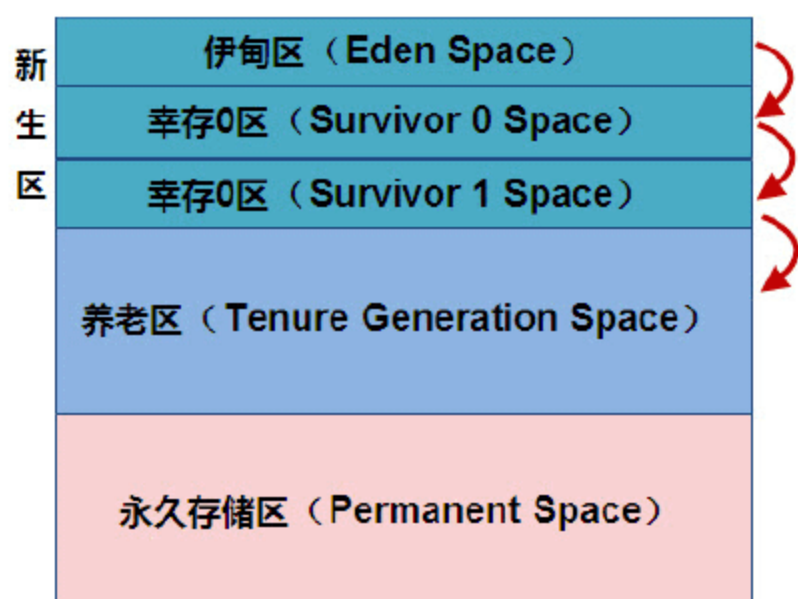 新生区
伊甸区（Eden Space）
幸存0区（Survivor 0 Space）
幸存0区（Survivor 1 Space）
养老区（Tenure Generation Space）
永久存储区（Permanent Space）